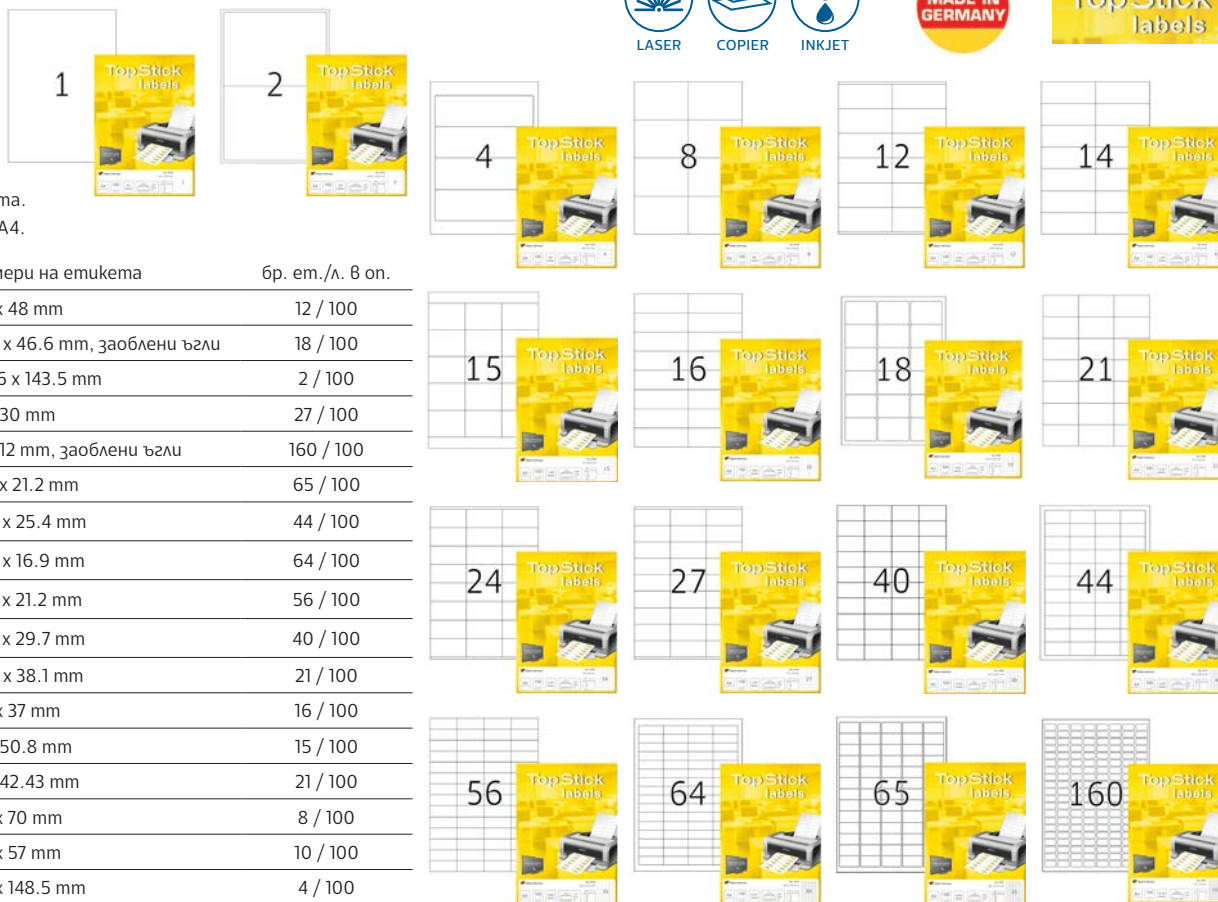 LASER
COPIER
INKJET
MADE IN
GERMANY
TopStick
labels
1
TopStick
labels
2
TopStick
labels
4
TopStick
labels
8
TopStick
labels
12
TopStick
labels
14
TopStick
labels
та.
А4.
мери на етикета бр. ет./л. в оп.
x 48 mm 12 / 100
x 46.6 mm, заоблени ъгли 18 / 100
6 x 143.5 mm 2 / 100
30 mm 27 / 100
12 mm, заоблени ъгли 160 / 100
x 21.2 mm 65 / 100
x 25.4 mm 44 / 100
x 16.9 mm 64 / 100
x 21.2 mm 56 / 100
x 29.7 mm 40 / 100
x 38.1 mm 21 / 100
x 37 mm 16 / 100
50.8 mm 15 / 100
42.43 mm 21 / 100
x 70 mm 8 / 100
x 57 mm 10 / 100
x 148.5 mm 4 / 100
15
TopStick
labels
16
TopStick
labels
18
TopStick
labels
21
TopStick
labels
24
TopStick
labels
27
TopStick
labels
40
TopStick
labels
44
TopStick
labels
56
TopStick
labels
64
TopStick
labels
65
TopStick
labels
160
TopStick
labels